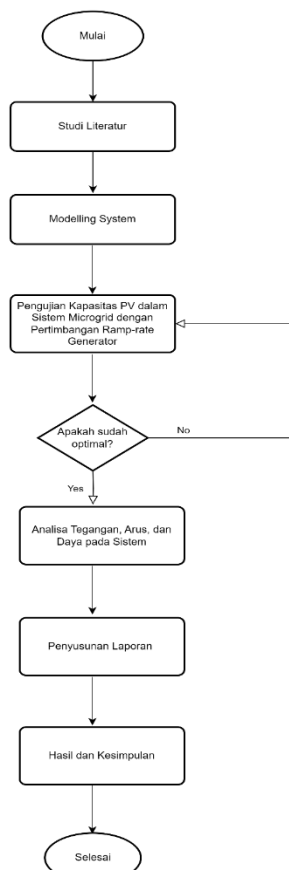 Mulai
Studi Literatur
Modelling System
Pengujian Kapasitas PV dalam
Sistem Microgrid dengan
Pertimbangan Ramp-rate
Generator
Apakah sudah
optimal?
No
Yes
Analisa Tegangan, Arus, dan
Daya pada Sistem
Penyusunan Laporan
Hasil dan Kesimpulan
Selesai